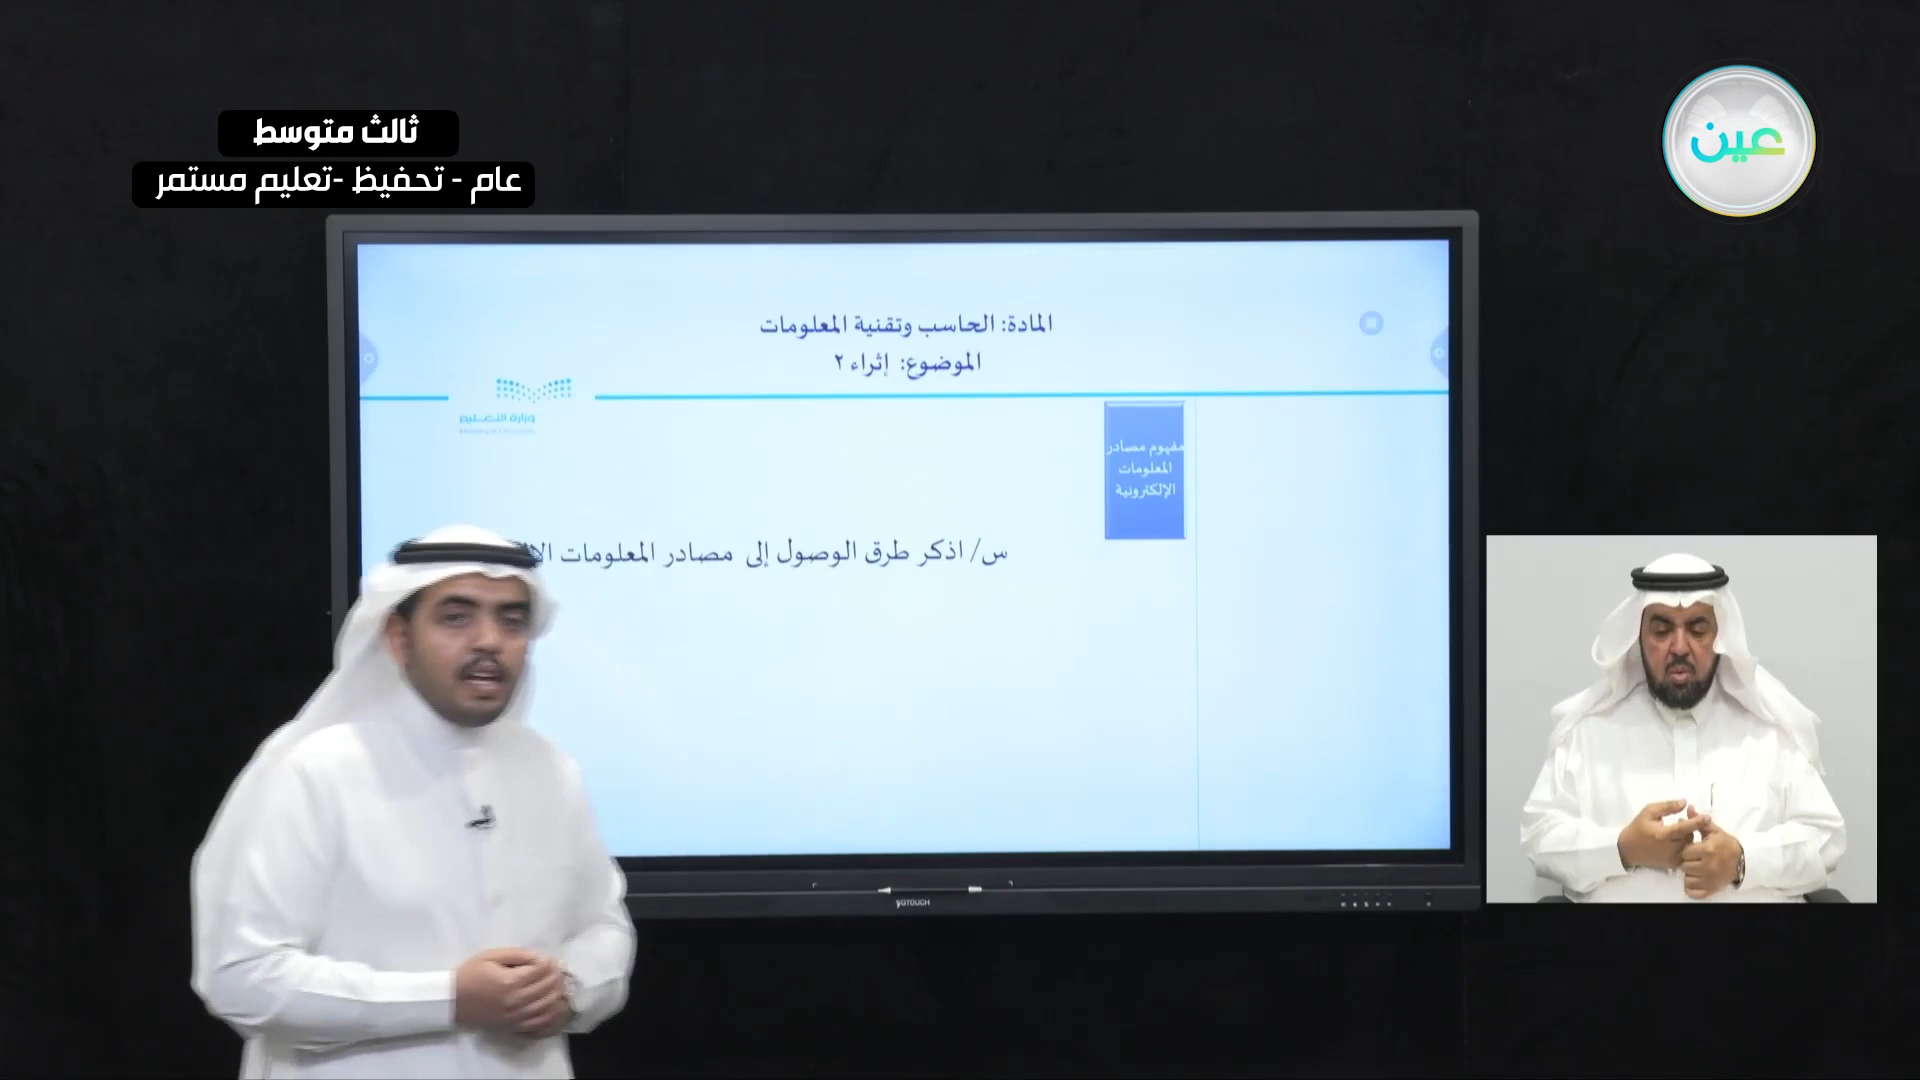 ثالث متوسط
عام - تحفيظ -تعليم مستمر
عين
المادة: الحاسب وتقنية المعلومات
الموضوع: إثراء ٢
وزارة التعليم
مفهوم مصادر
المعلومات
الإلكترونية
س/ اذكر طرق الوصول إلى مصادر المعلومات